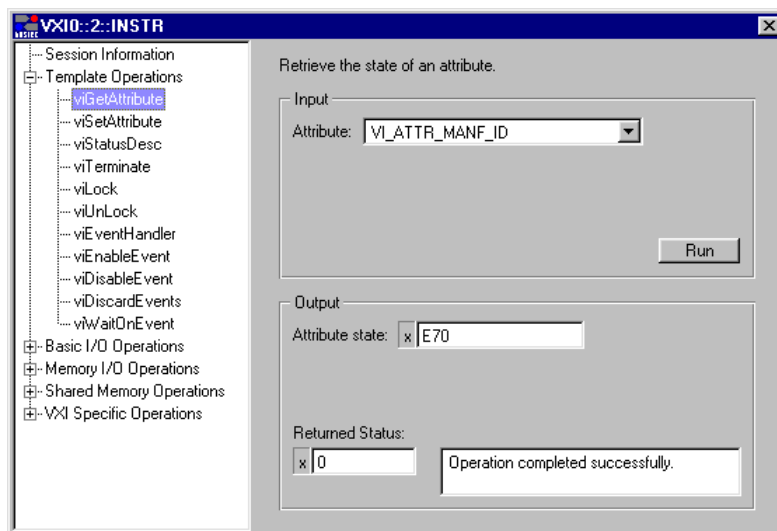 VXI0::2::INSTR
Session Information
Template Operations
viGetAttribute
viSetAttribute
viStatusDesc
viTerminate
viLock
viUnLock
viEventHandler
viEnableEvent
viDisableEvent
viDiscardEvents
viWaitOnEvent
Basic I/O Operations
Memory I/O Operations
Shared Memory Operations
VXI Specific Operations
Retrieve the state of an attribute.
Input
Attribute: VI_ATTR_MANF_ID
Run
Output
Attribute state: x E70
Returned Status:
x 0
Operation completed successfully.